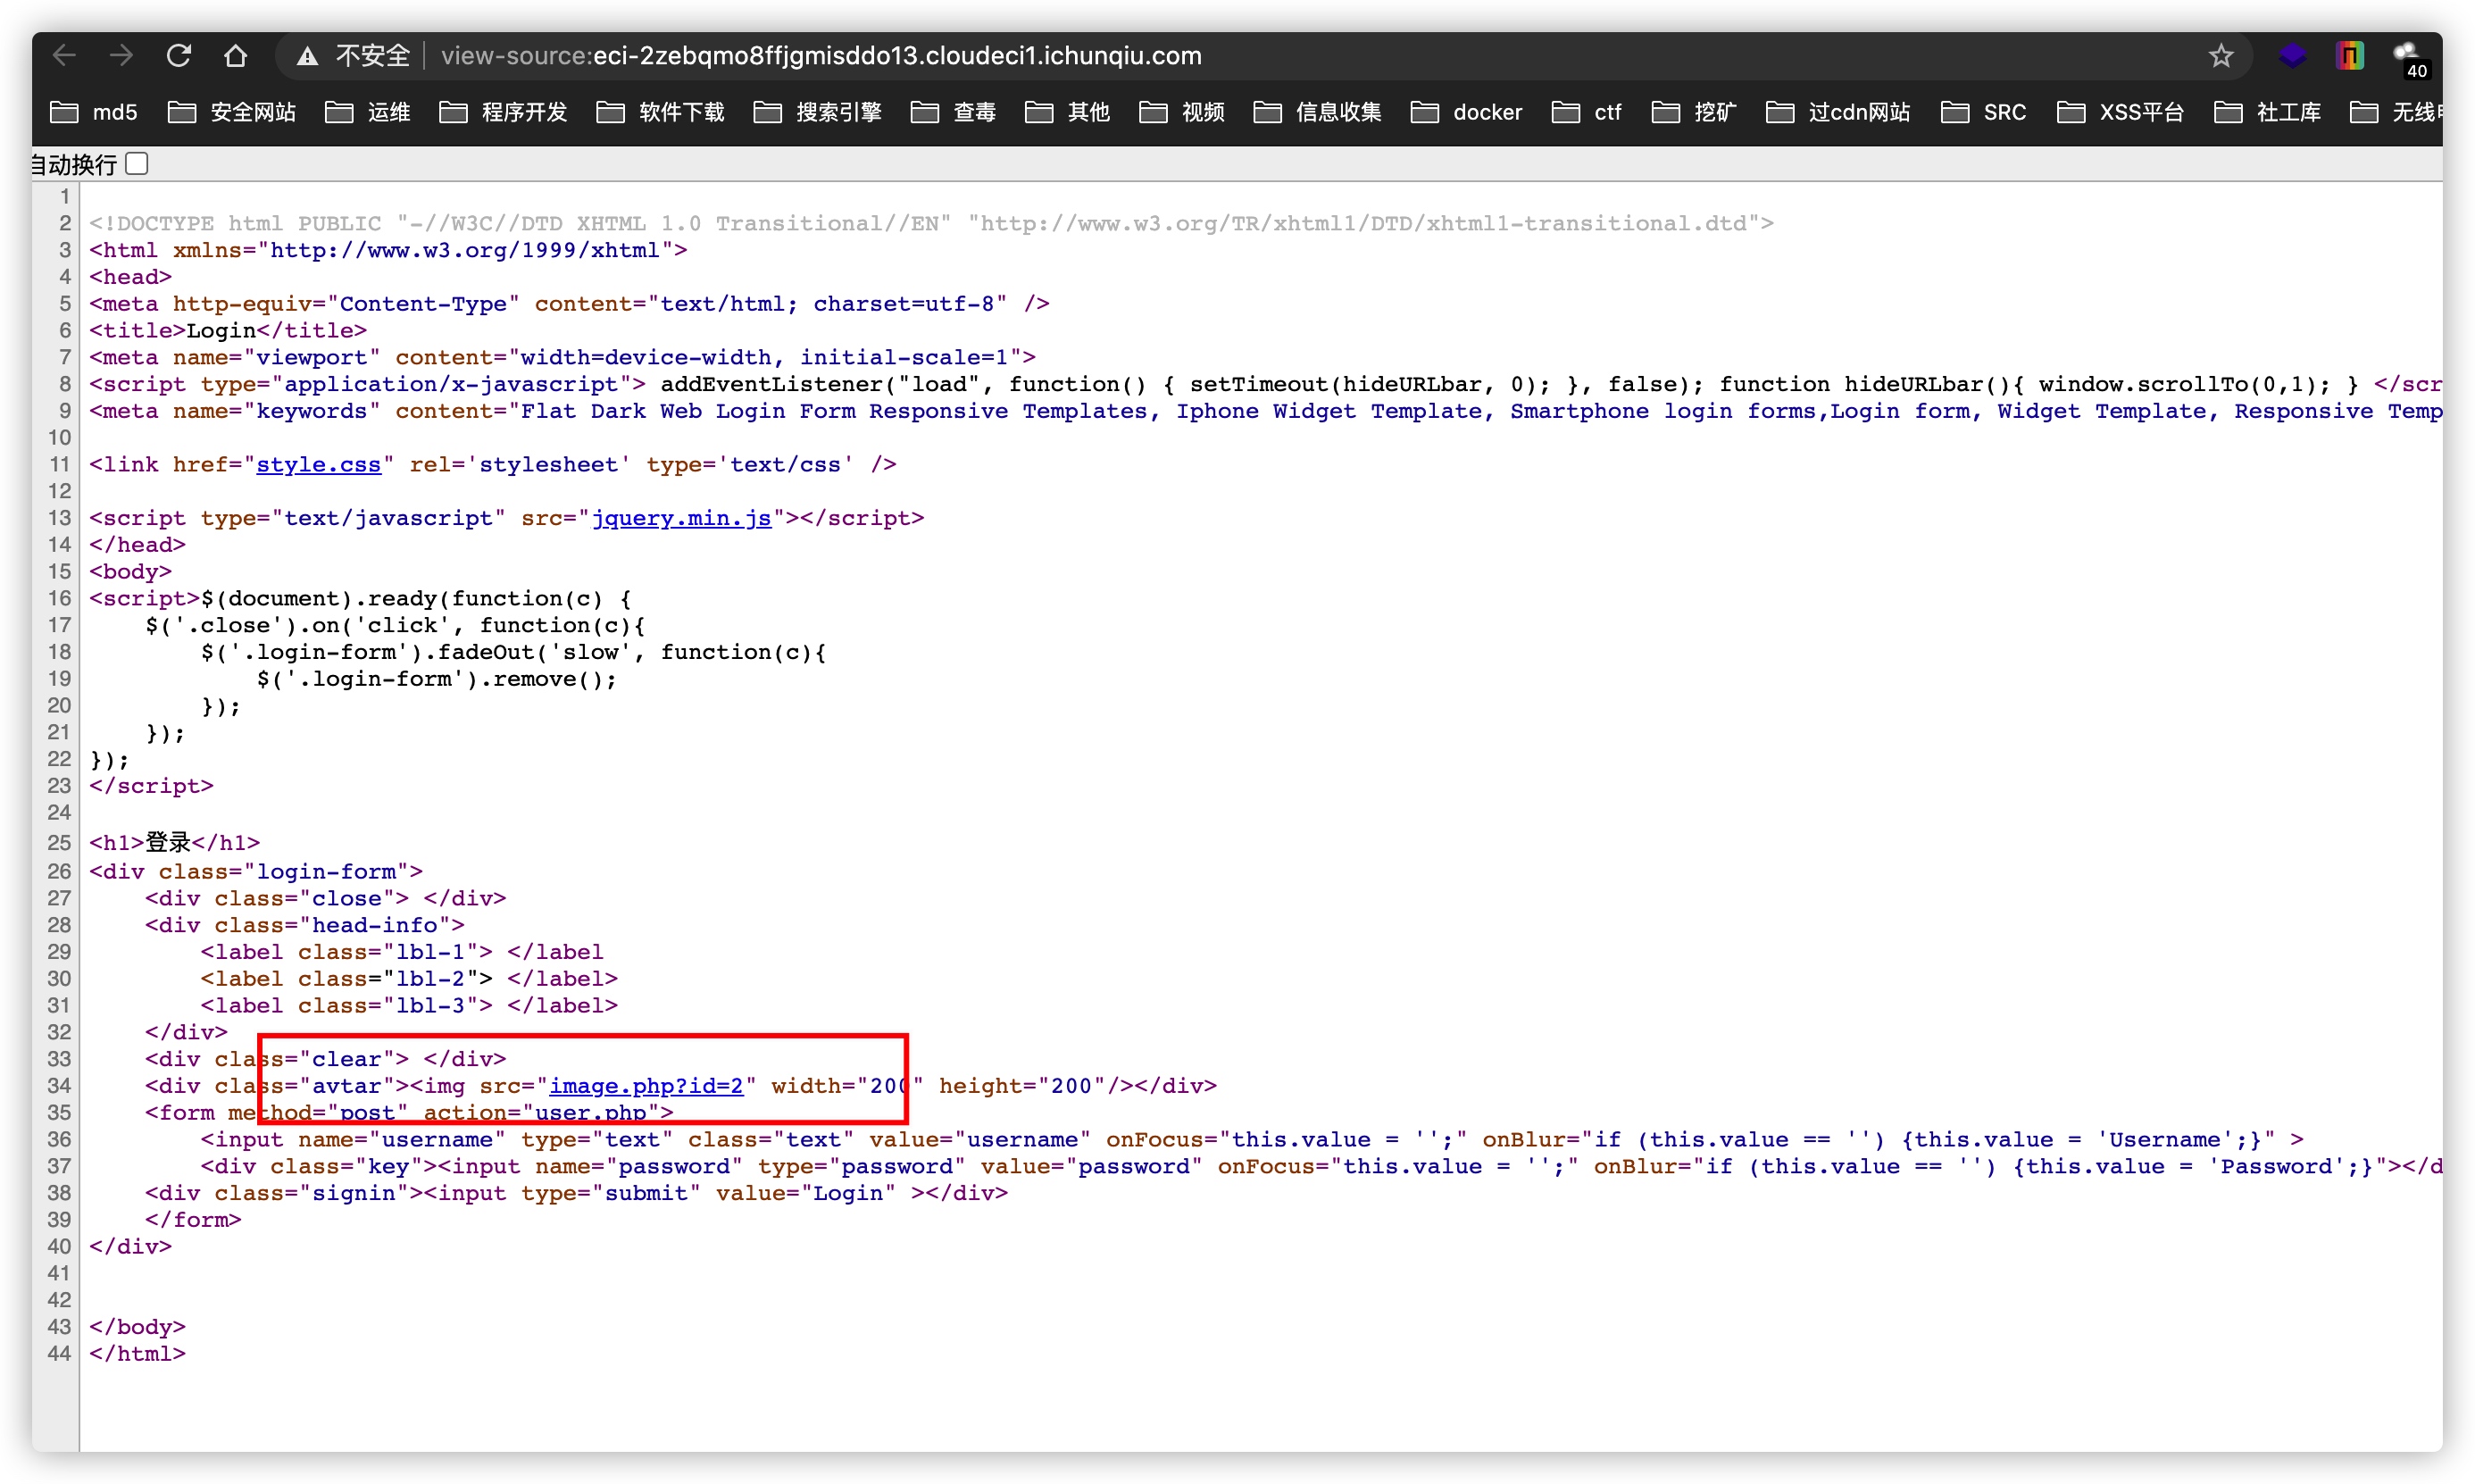 不安全 view-source:eci-2zebqmo8ffjgmisddo13.cloudeci1.ichunqiu.com
40
md5 安全网站 运维 程序开发 软件下载 搜索引擎 查毒 其他 视频 信息收集 docker ctf 挖矿 过cdn网站 SRC XSS平台 社工库 无线
自动换行
1
2 <!DOCTYPE html PUBLIC "-//W3C//DTD XHTML 1.0 Transitional//EN" "http://www.w3.org/TR/xhtml1/DTD/xhtml1-transitional.dtd">
3 <html xmlns="http://www.w3.org/1999/xhtml">
4 <head>
5 <meta http-equiv="Content-Type" content="text/html; charset=utf-8" />
6 <title>Login</title>
7 <meta name="viewport" content="width=device-width, initial-scale=1">
8 <script type="application/x-javascript"> addEventListener("load", function() { setTimeout(hideURLbar, 0); }, false); function hideURLbar(){ window.scrollTo(0,1); } </scr
9 <meta name="keywords" content="Flat Dark Web Login Form Responsive Templates, Iphone Widget Template, Smartphone login forms,Login form, Widget Template, Responsive Temp
10
11 <link href="style.css" rel='stylesheet' type='text/css' />
12
13 <script type="text/javascript" src="jquery.min.js"></script>
14 </head>
15 <body>
16 <script>$(document).ready(function(c) {
17     $('.close').on('click', function(c){
18         $('.login-form').fadeOut('slow', function(c){
19             $('.login-form').remove();
20         });
21     });
22 });
23 </script>
24
25 <h1>登录</h1>
26 <div class="login-form">
27     <div class="close"> </div>
28     <div class="head-info">
29         <label class="lbl-1"> </label
30         <label class="lbl-2"> </label>
31         <label class="lbl-3"> </label>
32     </div>
33     <div class="clear"> </div>
34     <div class="avtar"><img src="image.php?id=2" width="200" height="200"/></div>
35     <form method="post" action="user.php">
36         <input name="username" type="text" class="text" value="username" onFocus="this.value = '';" onBlur="if (this.value == '') {this.value = 'Username';}" >
37         <div class="key"><input name="password" type="password" value="password" onFocus="this.value = '';" onBlur="if (this.value == '') {this.value = 'Password';}"></d
38     <div class="signin"><input type="submit" value="Login" ></div>
39     </form>
40 </div>
41
42
43 </body>
44 </html>